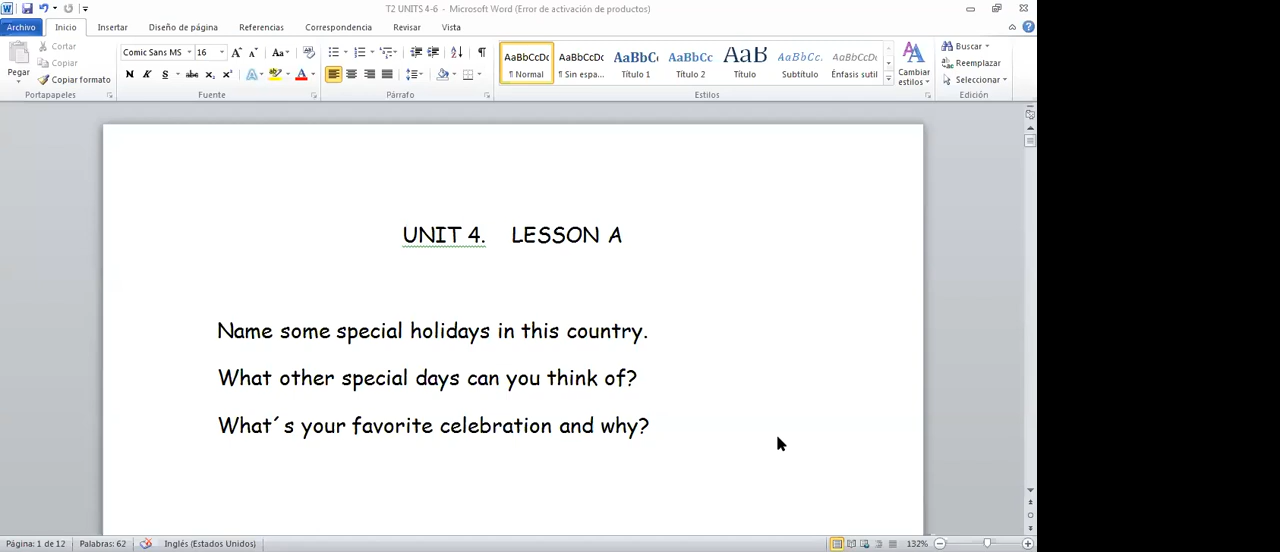 T2 UNITS 4-6 - Microsoft Word (Error de activación de productos)
Archivo Inicio Insertar Diseño de página Referencias Correspondencia Revisar Vista
Pegar
Cortar
Copiar
Copiar formato
Portapapeles
Comic Sans MS 16
N K S abc x₂ x²
Fuente
Párrafo
AaBbCcDc AaBbCcDc AaBbC AaBbCc AaB AaBbCc. AaBbCcDc
¶ Normal ¶ Sin espa... Título 1 Título 2 Título Subtítulo Énfasis sutil
Cambiar estilos
Estilos
Buscar
Reemplazar
Seleccionar
Edición
UNIT 4. LESSON A
Name some special holidays in this country.
What other special days can you think of?
What´s your favorite celebration and why?
Página: 1 de 12 Palabras: 62 Inglés (Estados Unidos) 132%